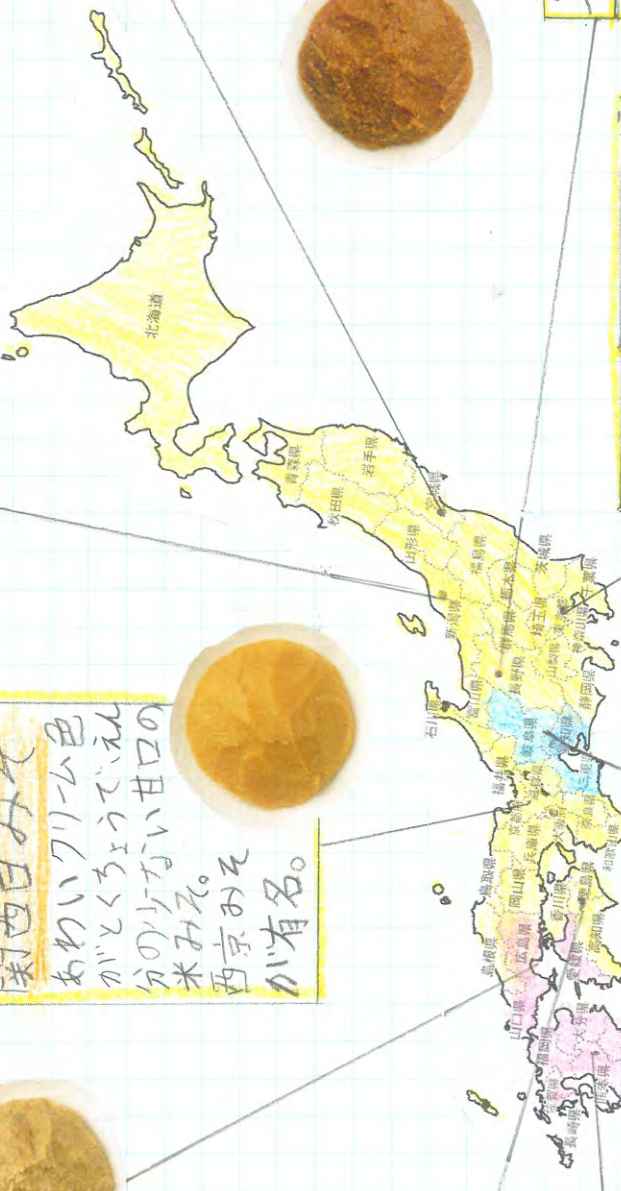 関西白みそ
あわいクリーム色
がとくちょうで、えん
分の少ない甘口の
米みそ。
西京みそ
が有名。
北海道
青森県
秋田県
岩手県
宮城県
山形県
福島県
新潟県
栃木県
群馬県
茨城県
埼玉県
東京都
千葉県
神奈川県
山梨県
長野県
静岡県
富山県
石川県
岐阜県
愛知県
福井県
滋賀県
三重県
京都府
大阪府
奈良県
和歌山県
兵庫県
鳥取県
岡山県
島根県
広島県
山口県
香川県
徳島県
愛媛県
高知県
福岡県
佐賀県
長崎県
大分県
熊本県